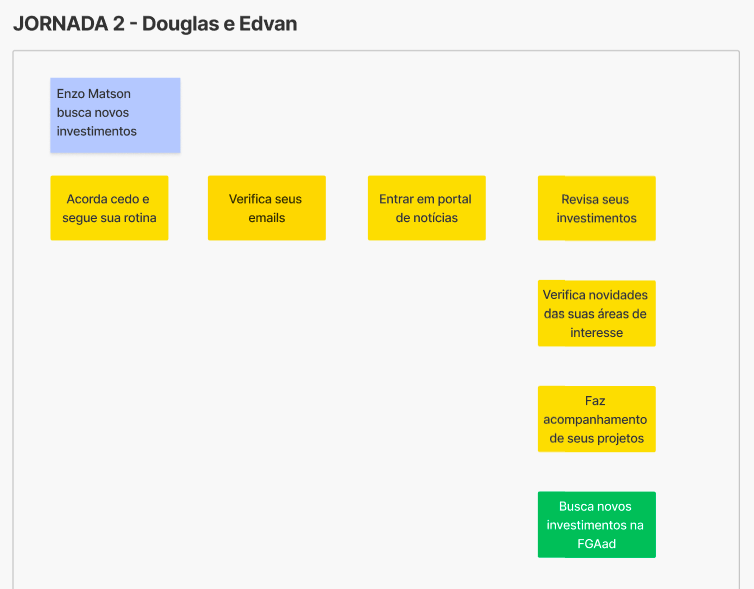 JORNADA 2 - Douglas e Edvan
Enzo Matson
busca novos
investimentos
Acorda cedo e
segue sua rotina
Verifica seus
emails
Entrar em portal
de notícias
Revisa seus
investimentos
Verifica novidades
das suas áreas de
interesse
Faz
acompanhamento
de seus projetos
Busca novos
investimentos na
FGAad